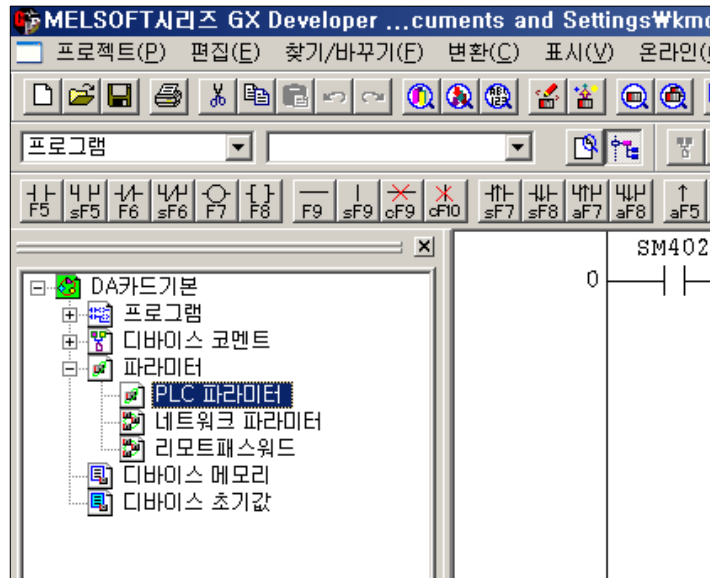 MELSOFT시리즈 GX Developer ...cuments and Settings₩kmo
프로젝트(P) 편집(E) 찾기/바꾸기(F) 변환(C) 표시(V) 온라인(
프로그램
F5 sF5 F6 sF6 F7 F8 F9 sF9 cF9 cF10 sF7 sF8 aF7 aF8 aF5
SM402
0
DA카드기본
프로그램
디바이스 코멘트
파라미터
PLC 파라미터
네트워크 파라미터
리모트패스워드
디바이스 메모리
디바이스 초기값